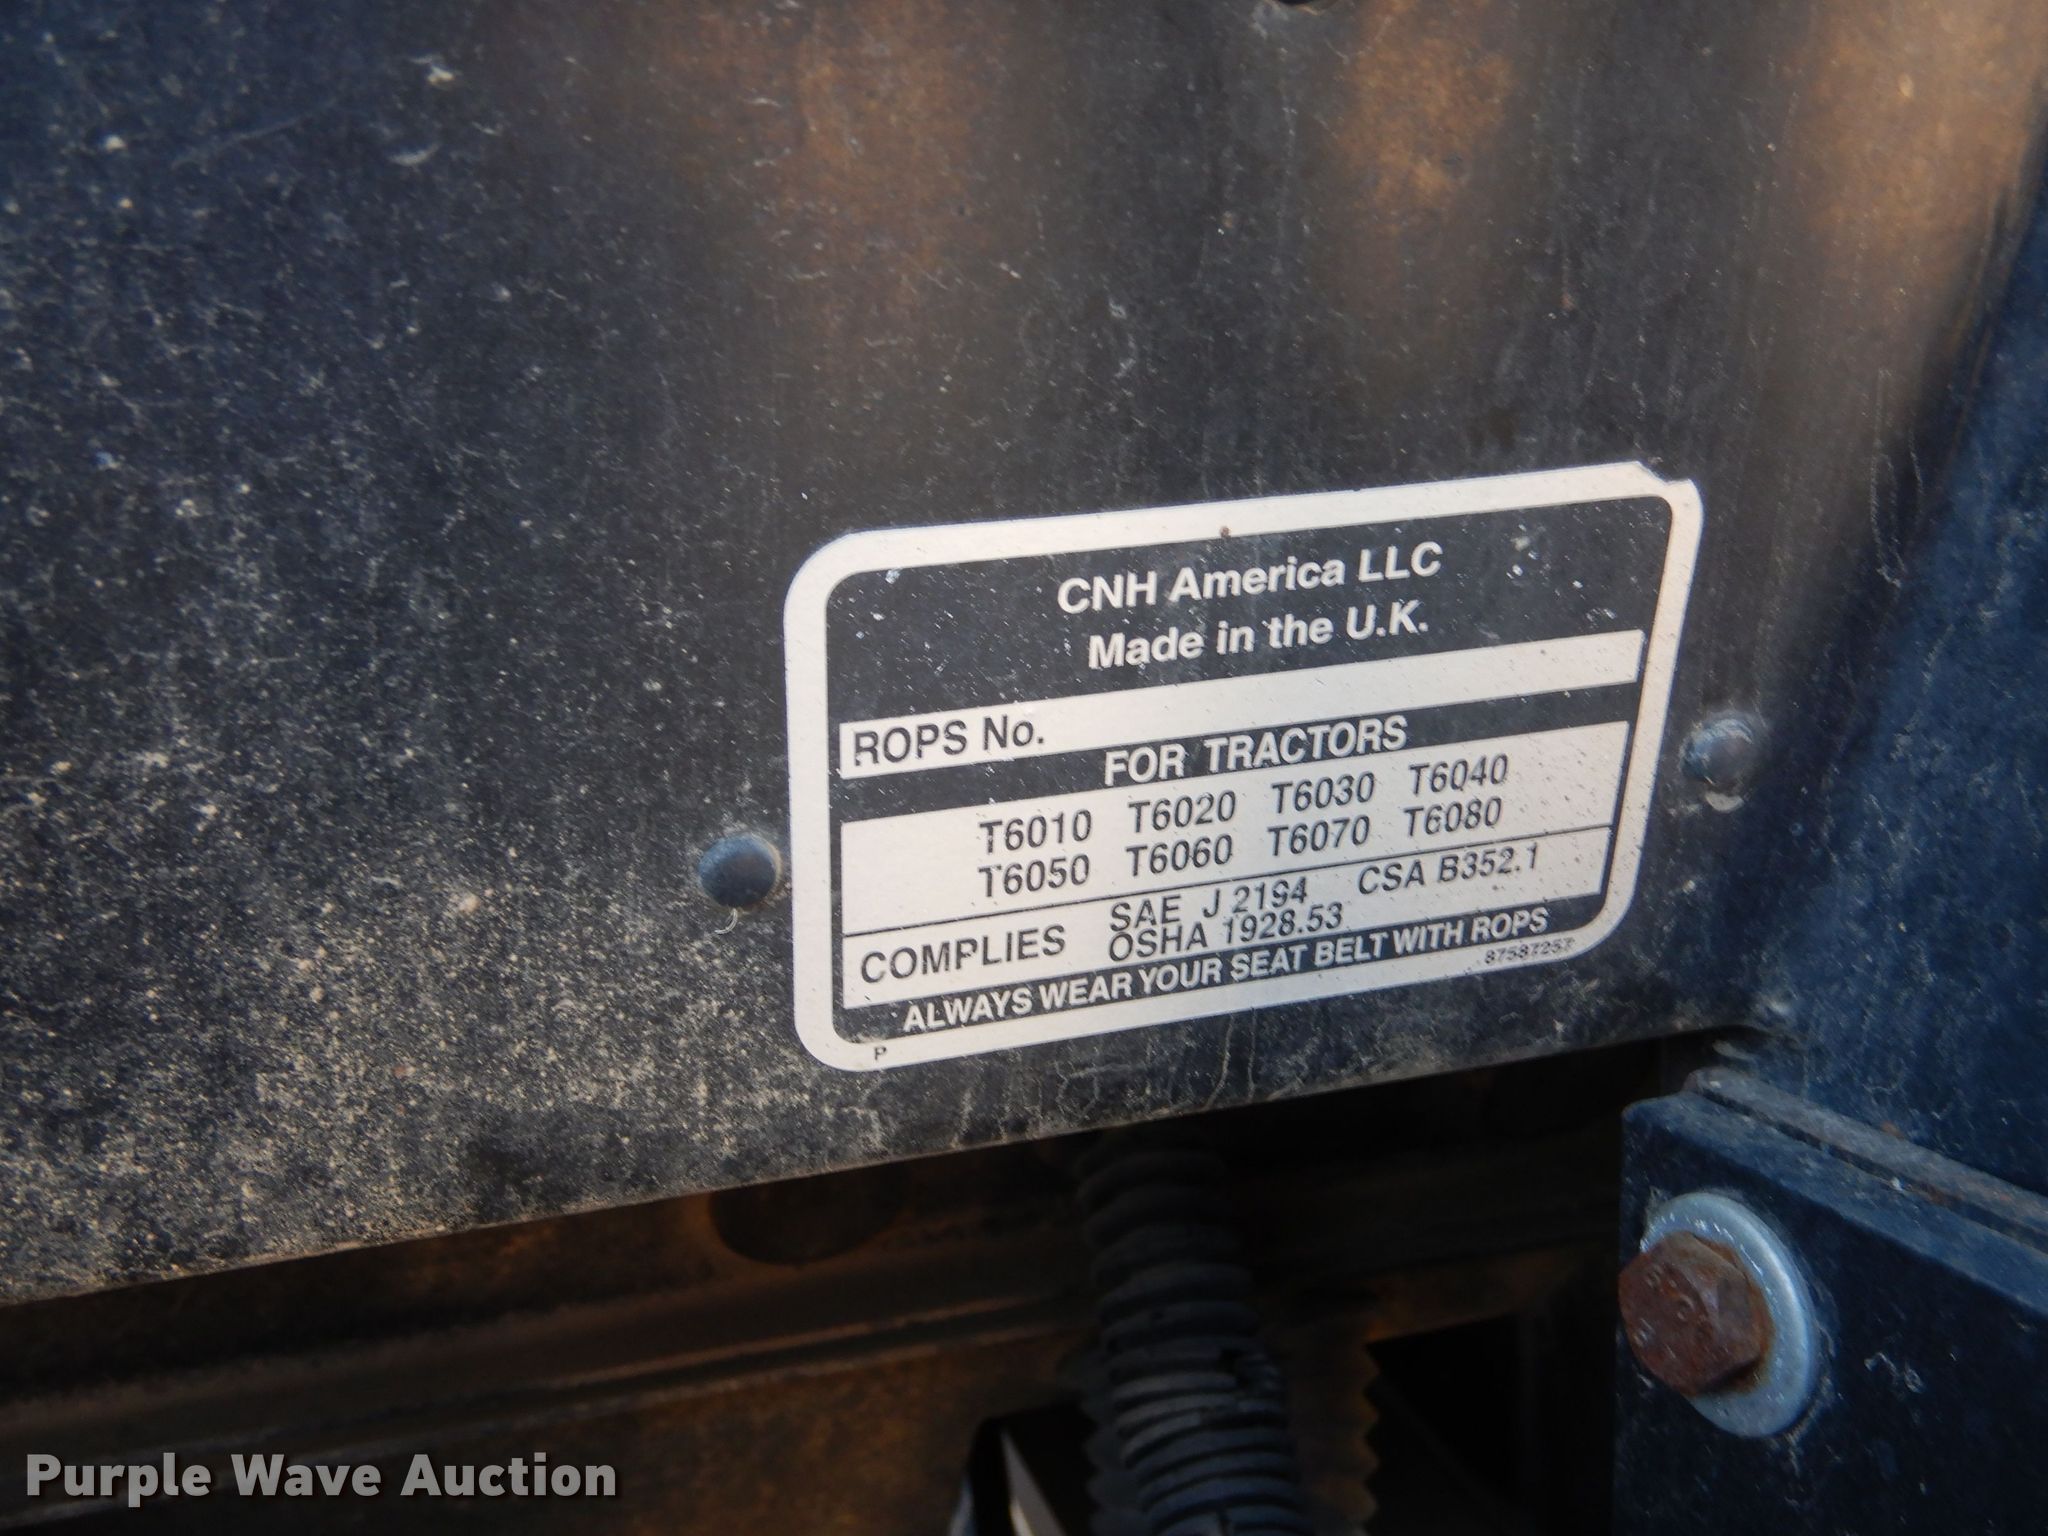 CNH America LLC
Made in the U.K.
ROPS No.
FOR TRACTORS
T6010 T6020 T6030 T6040
T6050 T6060 T6070 T6080
COMPLIES SAE J 2194 CSA B352.1
OSHA 1928.53
ALWAYS WEAR YOUR SEAT BELT WITH ROPS
87587257
P
Purple Wave Auction